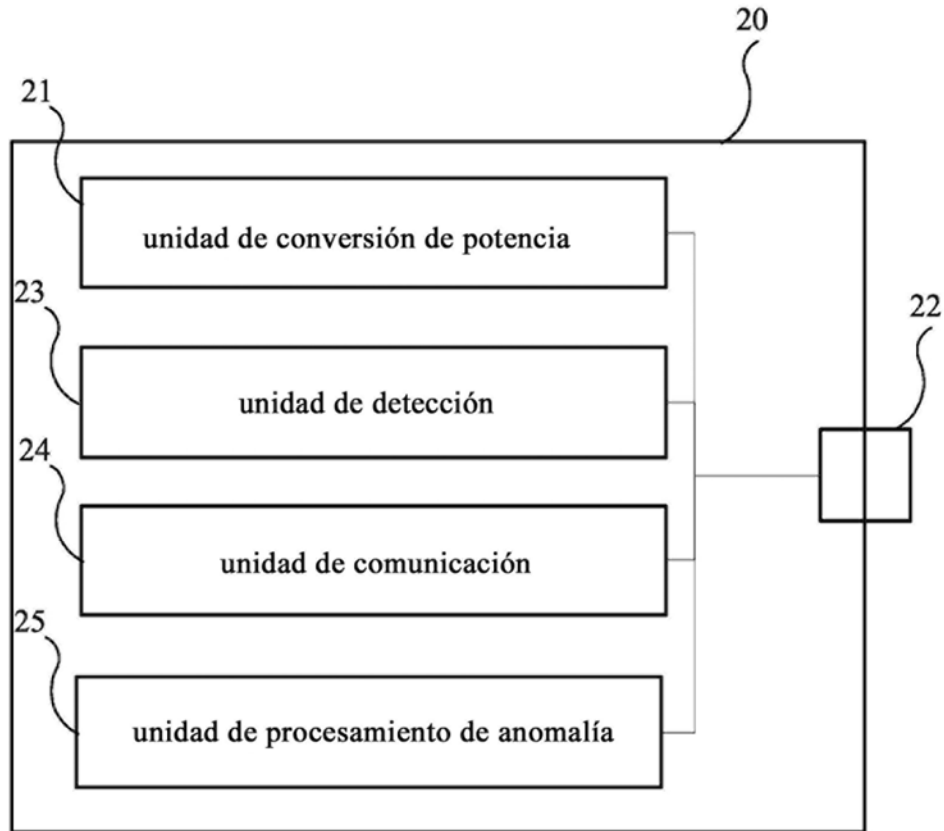 20
21
unidad de conversión de potencia
23
22
unidad de detección
24
unidad de comunicación
25
unidad de procesamiento de anomalía